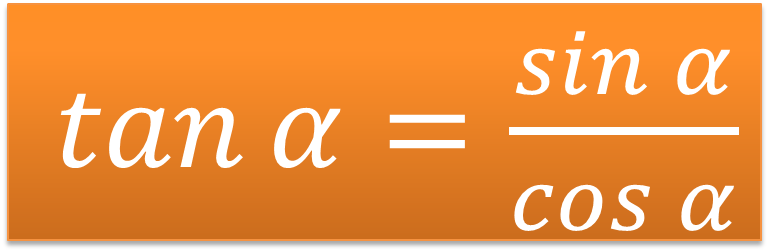 tan α = sin α / cos α